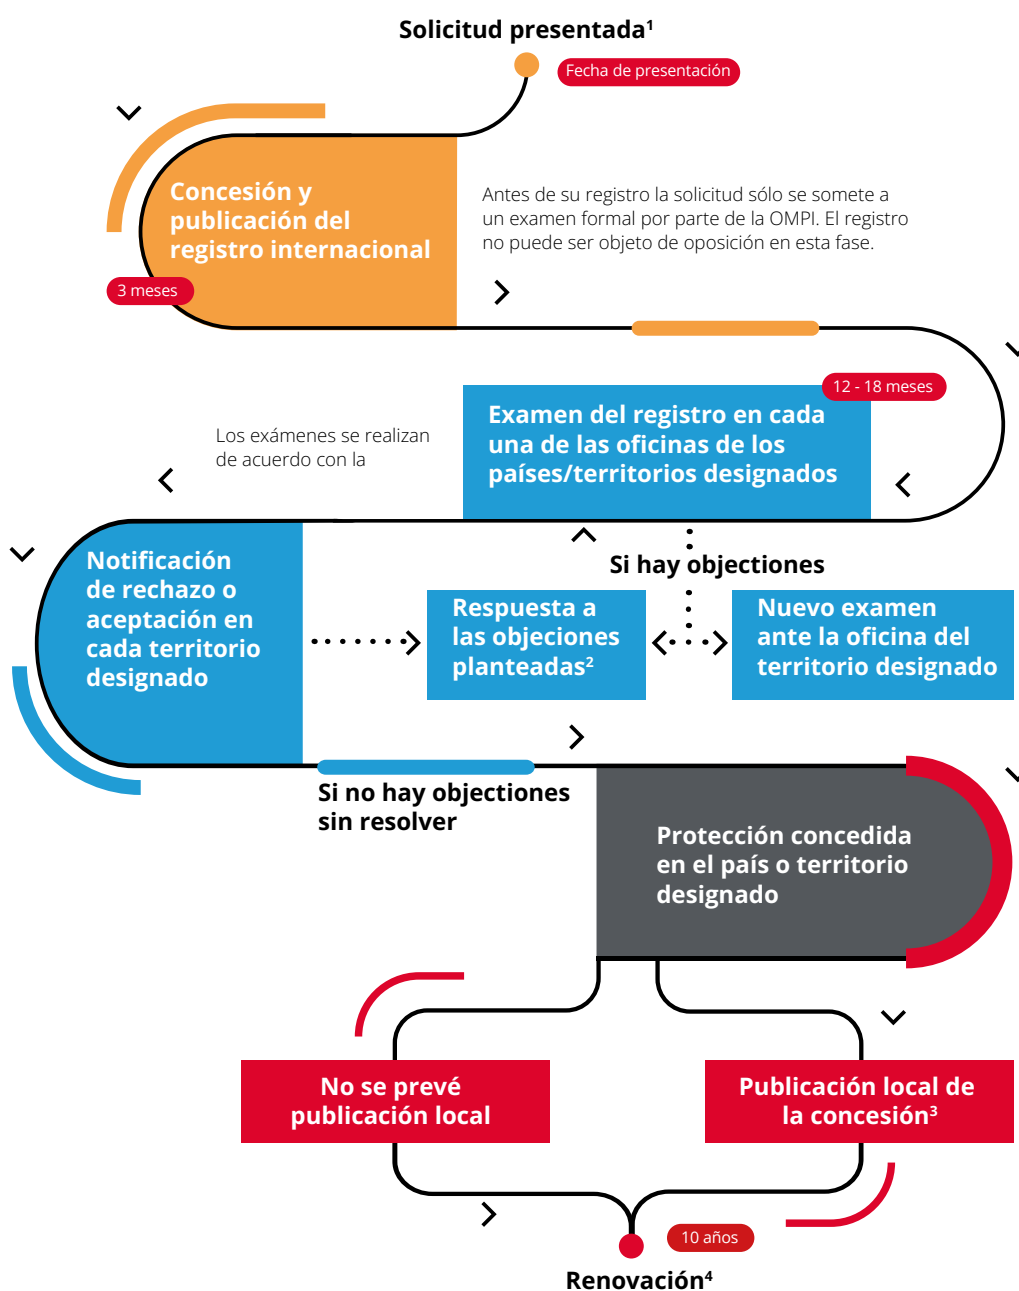 Solicitud presentada¹
Fecha de presentación
Concesión y
publicación del
registro internacional
3 meses
Antes de su registro la solicitud sólo se somete a
un examen formal por parte de la OMPI. El registro
no puede ser objeto de oposición en esta fase.
12 - 18 meses
Examen del registro en cada
una de las oficinas de los
países/territorios designados
Los exámenes se realizan
de acuerdo con la
Si hay objectiones
Notificación
de rechazo o
aceptación en
cada territorio
designado
Respuesta a
las objeciones
planteadas²
Nuevo examen
ante la oficina del
territorio designado
Si no hay objectiones
sin resolver
Protección concedida
en el país o territorio
designado
No se prevé
publicación local
Publicación local de
la concesión³
10 años
Renovación⁴